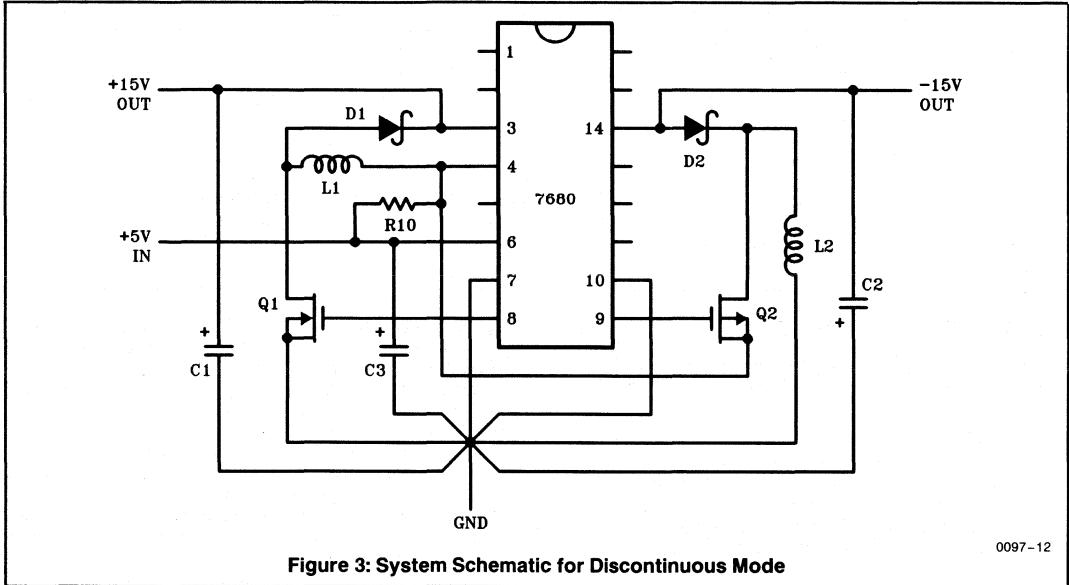 1
+15V
OUT
-15V
OUT
D1
3
14
D2
L1
4
7680
R10
+5V
IN
6
L2
7
10
C2
Q1
+
8
9
Q2
+
+
C1
C3
GND
0097-12
Figure 3: System Schematic for Discontinuous Mode